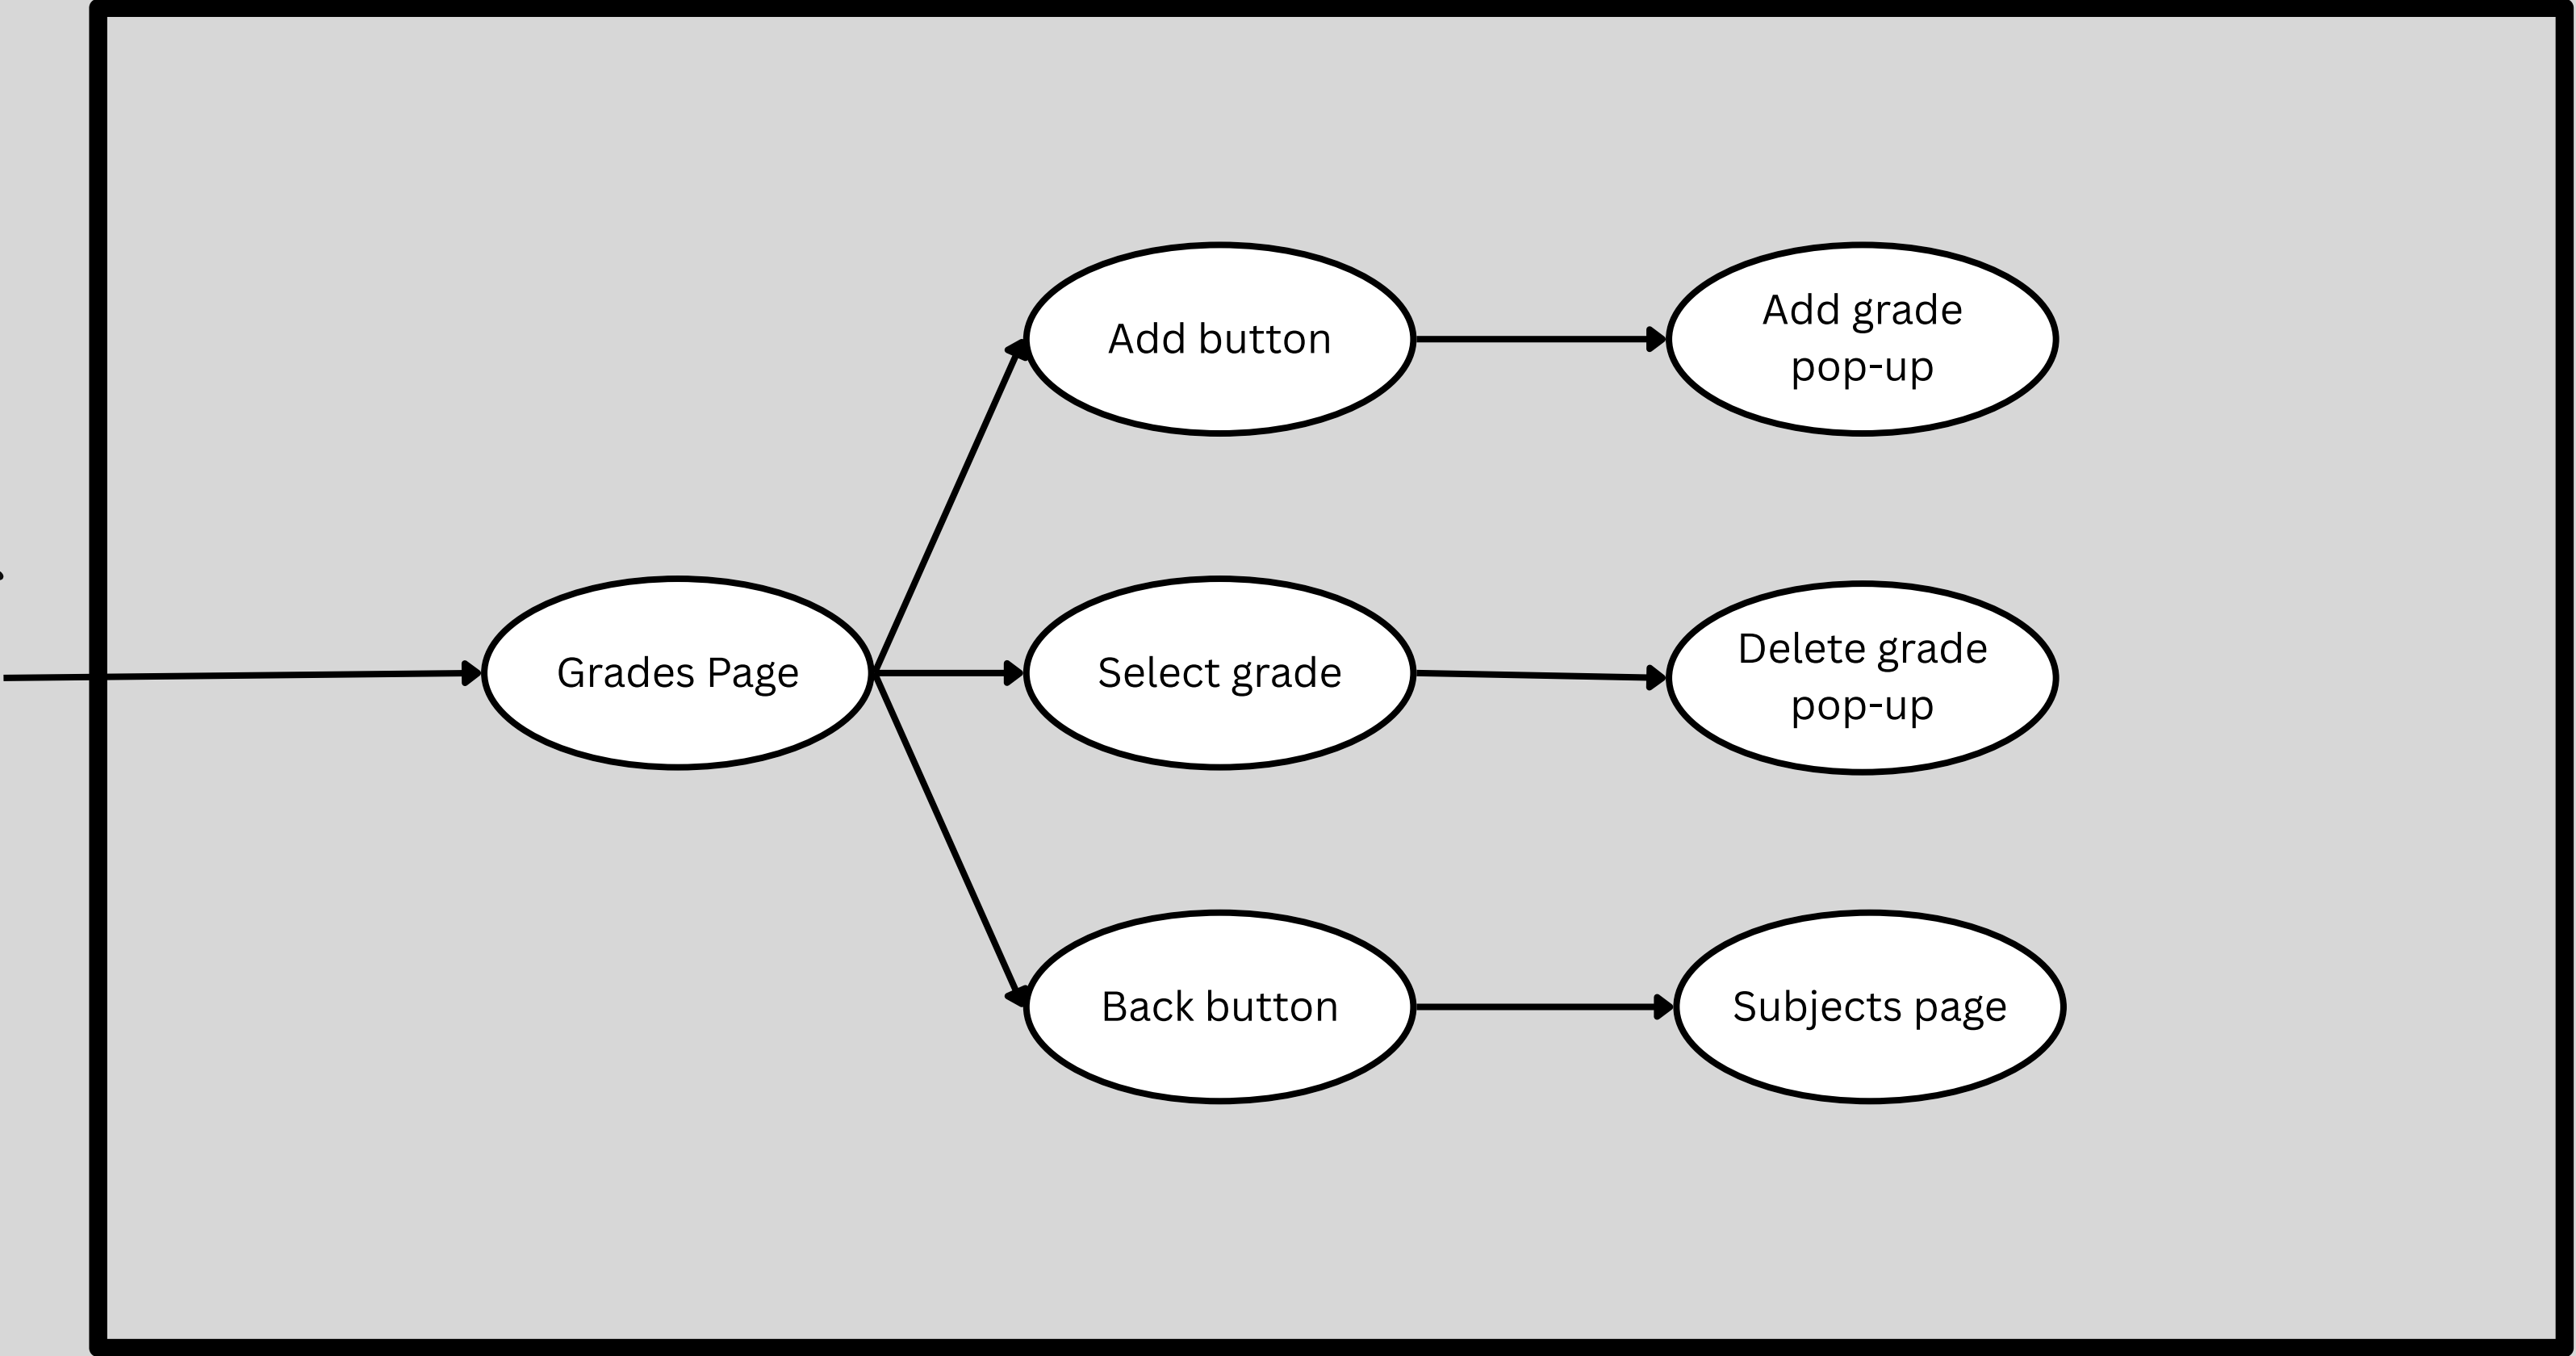 Add button
Add grade
pop-up
Grades Page
Select grade
Delete grade
pop-up
Back button
Subjects page